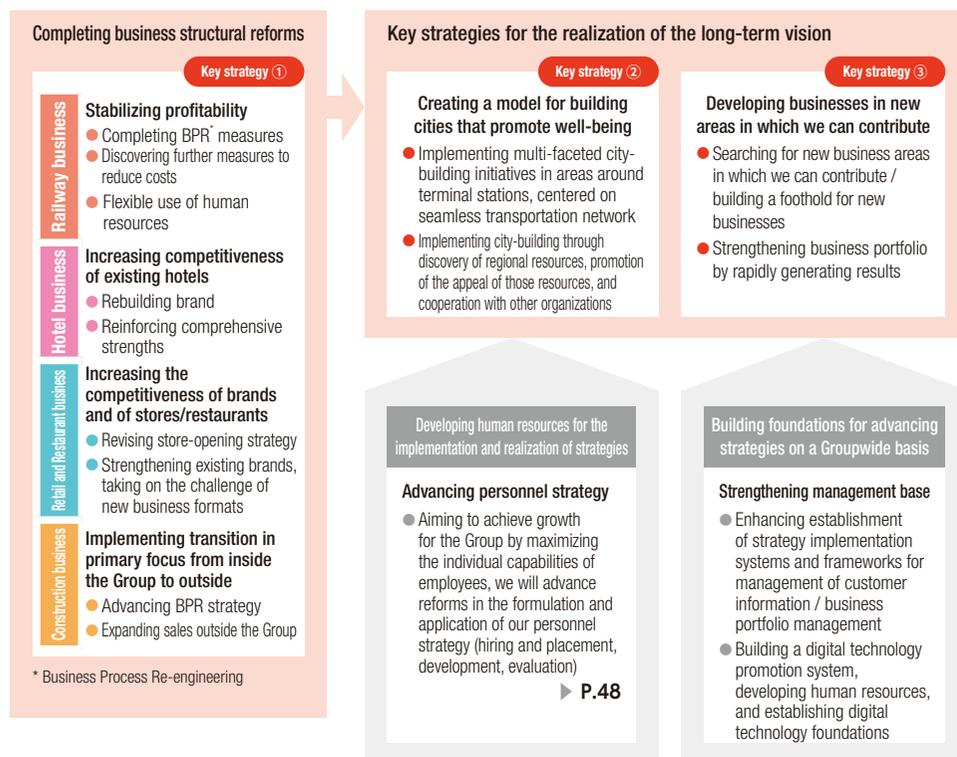 Completing business structural reforms
Key strategy ①
Railway business
Stabilizing profitability
● Completing BPR* measures
● Discovering further measures to
reduce costs
● Flexible use of human
resources
Hotel business
Increasing competitiveness
of existing hotels
● Rebuilding brand
● Reinforcing comprehensive
strengths
Retail and Restaurant business
Increasing the
competitiveness of brands
and of stores/restaurants
● Revising store-opening strategy
● Strengthening existing brands,
taking on the challenge of
new business formats
Construction business
Implementing transition in
primary focus from inside
the Group to outside
● Advancing BPR strategy
● Expanding sales outside the Group
* Business Process Re-engineering
Key strategies for the realization of the long-term vision
Key strategy ②
Creating a model for building
cities that promote well-being
● Implementing multi-faceted city-
building initiatives in areas around
terminal stations, centered on
seamless transportation network
● Implementing city-building through
discovery of regional resources, promotion
of the appeal of those resources, and
cooperation with other organizations
Key strategy ③
Developing businesses in new
areas in which we can contribute
● Searching for new business areas
in which we can contribute /
building a foothold for new
businesses
● Strengthening business portfolio
by rapidly generating results
Developing human resources for the
implementation and realization of strategies
Advancing personnel strategy
● Aiming to achieve growth
for the Group by maximizing
the individual capabilities of
employees, we will advance
reforms in the formulation and
application of our personnel
strategy (hiring and placement,
development, evaluation)
▶ P.48
Building foundations for advancing
strategies on a Groupwide basis
Strengthening management base
● Enhancing establishment
of strategy implementation
systems and frameworks for
management of customer
information / business
portfolio management
● Building a digital technology
promotion system,
developing human resources,
and establishing digital
technology foundations